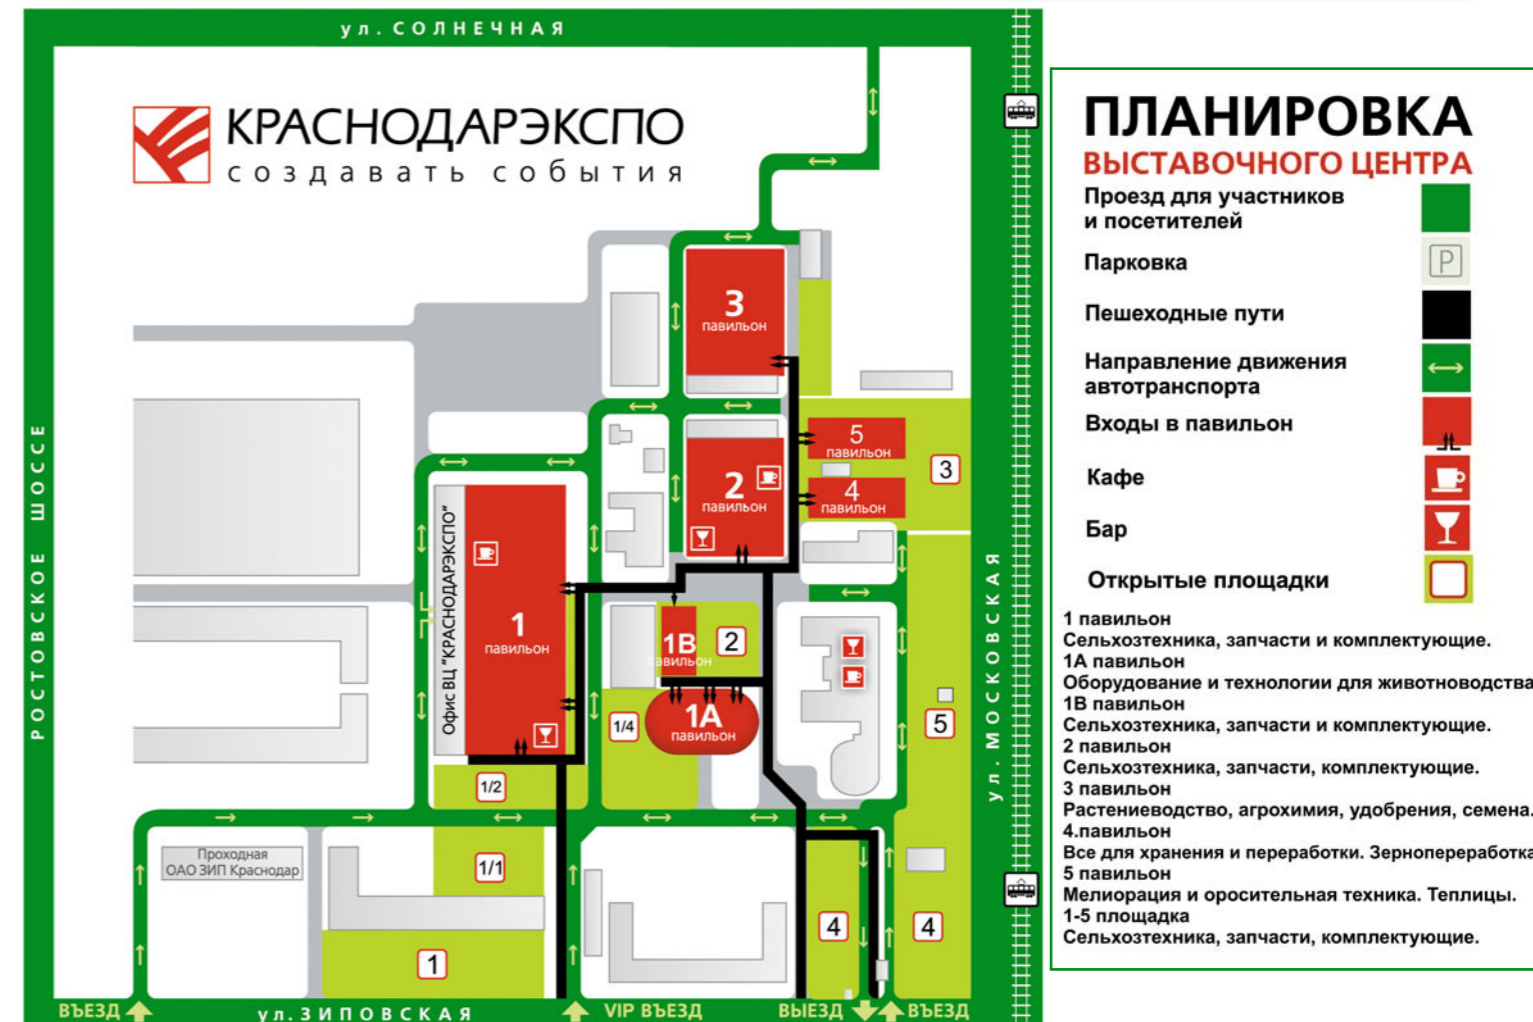 ул. СОЛНЕЧНАЯ
КРАСНОДАРЭКСПО
создавать события
РОСТОВСКОЕ ШОССЕ
ул. МОСКОВСКАЯ
3
павильон
5
павильон
3
2
павильон
4
павильон
Офис ВЦ "КРАСНОДАРЭКСПО"
1
павильон
1В
павильон
2
1/4
1А
павильон
5
1/2
Проходная
ОАО ЗИП Краснодар
1/1
1
4
4
ВЪЕЗД
ул. ЗИПОВСКАЯ
VIP ВЪЕЗД
ВЫЕЗД
ВЪЕЗД
ПЛАНИРОВКА
ВЫСТАВОЧНОГО ЦЕНТРА
Проезд для участников
и посетителей
Парковка
P
Пешеходные пути
Направление движения
автотранспорта
Входы в павильон
Кафе
Бар
Открытые площадки
1 павильон
Сельхозтехника, запчасти и комплектующие.
1А павильон
Оборудование и технологии для животноводства
1В павильон
Сельхозтехника, запчасти и комплектующие.
2 павильон
Сельхозтехника, запчасти, комплектующие.
3 павильон
Растениеводство, агрохимия, удобрения, семена.
4.павильон
Все для хранения и переработки. Зернопереработка
5 павильон
Мелиорация и оросительная техника. Теплицы.
1-5 площадка
Сельхозтехника, запчасти, комплектующие.